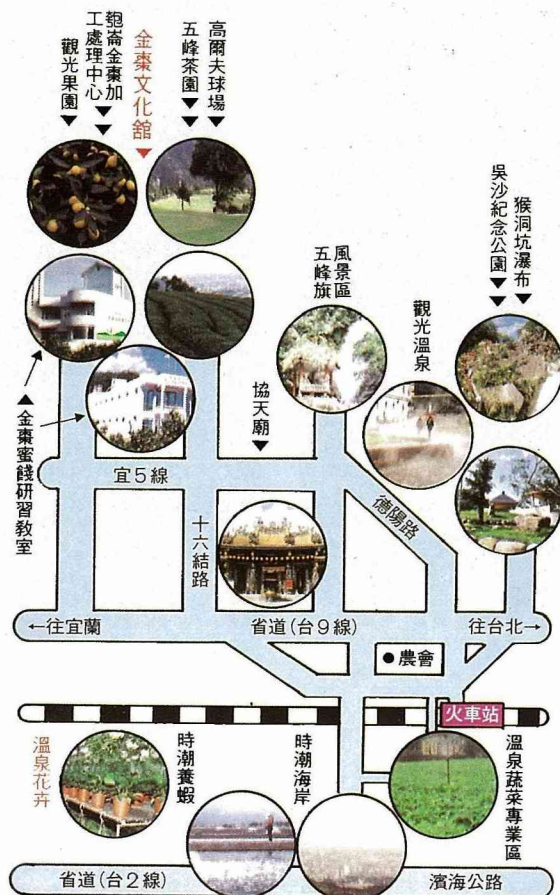 觀光果園
匏崙金棗加
工處理中心
金棗文化舘
五峰茶園
高爾夫球場
五峰旗
風景區
觀光溫泉
吳沙紀念公園
猴洞坑瀑布
金棗蜜餞研習教室
協天廟
宜5線
德陽路
十六結路
←往宜蘭
省道(台9線)
往台北→
農會
火車站
溫泉花卉
時潮養蝦
時潮海岸
溫泉蔬菜專業區
省道(台2線)
濱海公路